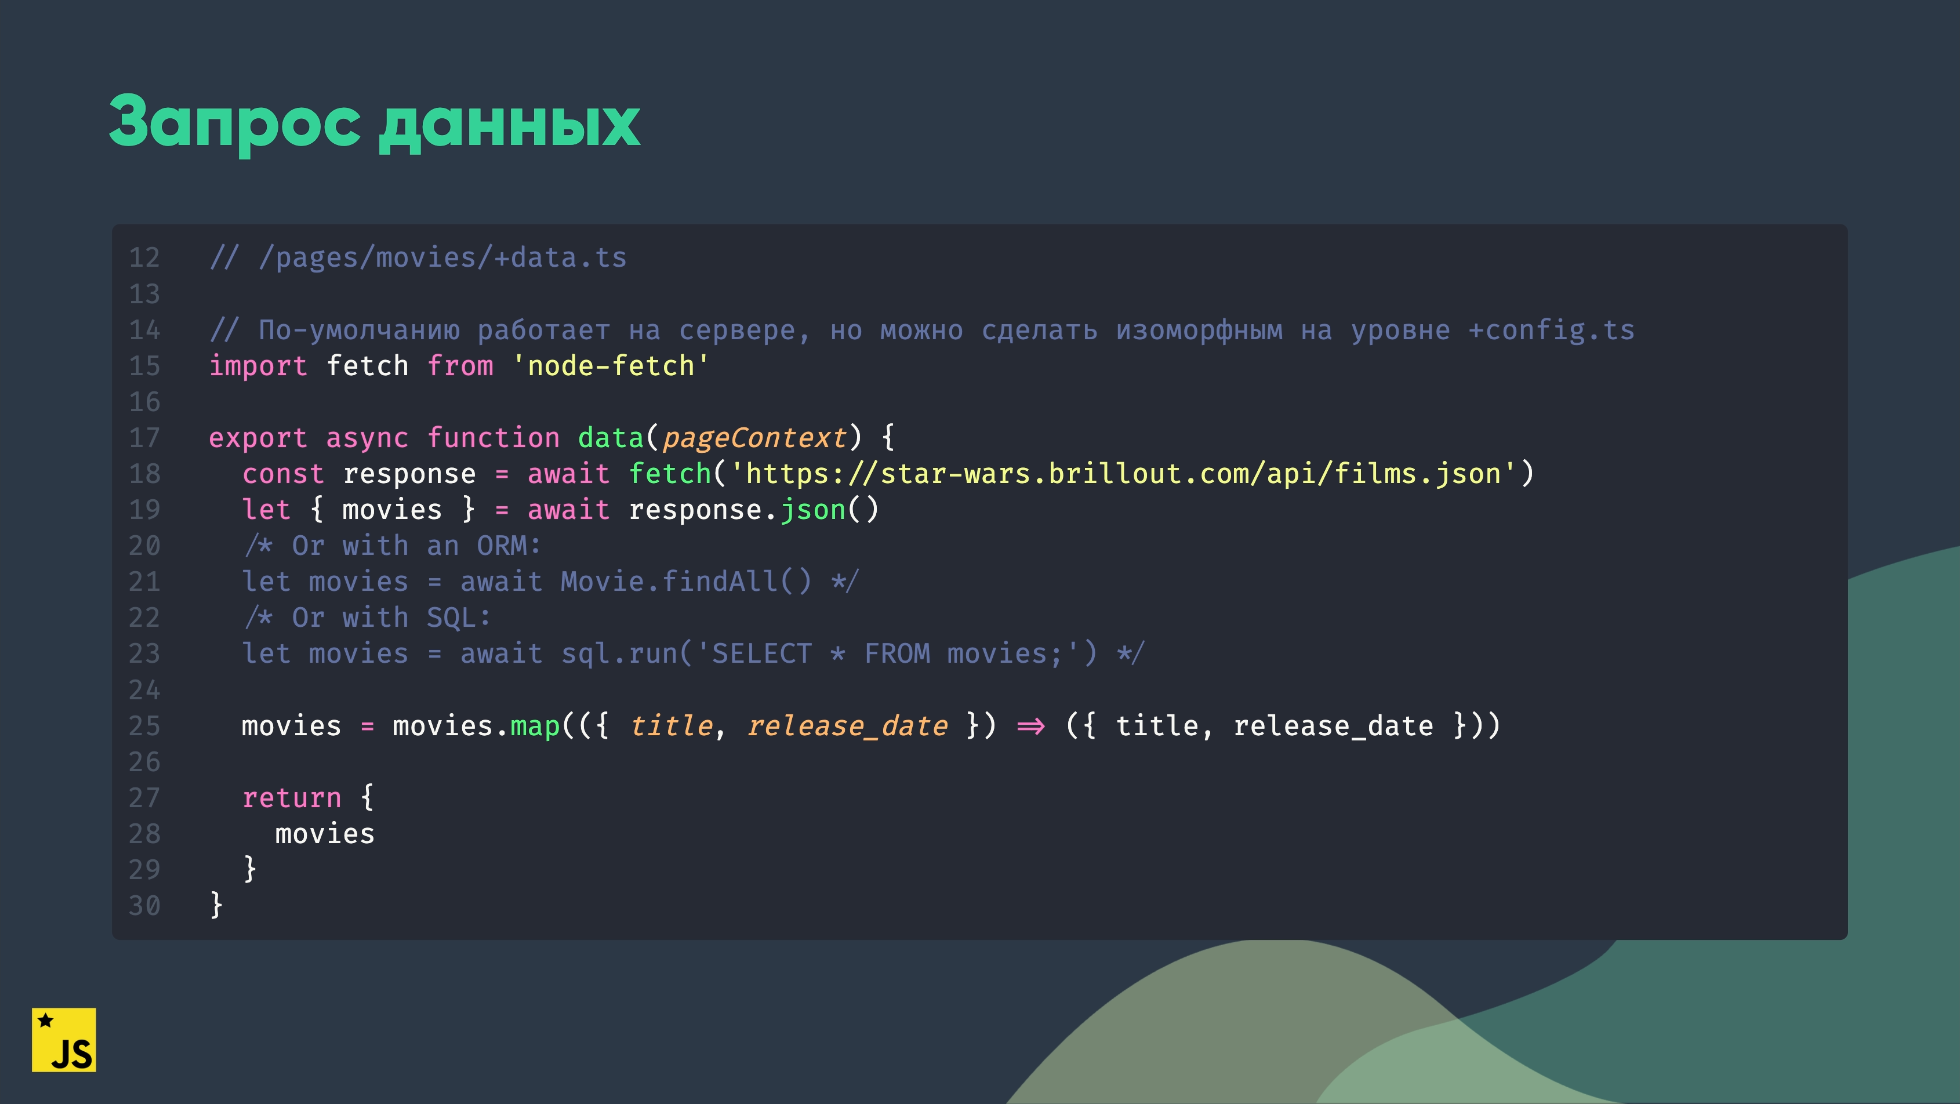 Запрос данных
12 // /pages/movies/+data.ts
13
14 // По-умолчанию работает на сервере, но можно сделать изоморфным на уровне +config.ts
15 import fetch from 'node-fetch'
16
17 export async function data(pageContext) {
18   const response = await fetch('https://star-wars.brillout.com/api/films.json')
19   let { movies } = await response.json()
20   /* Or with an ORM:
21   let movies = await Movie.findAll() */
22   /* Or with SQL:
23   let movies = await sql.run('SELECT * FROM movies;') */
24
25   movies = movies.map(({ title, release_date }) => ({ title, release_date }))
26
27   return {
28     movies
29   }
30 }
JS